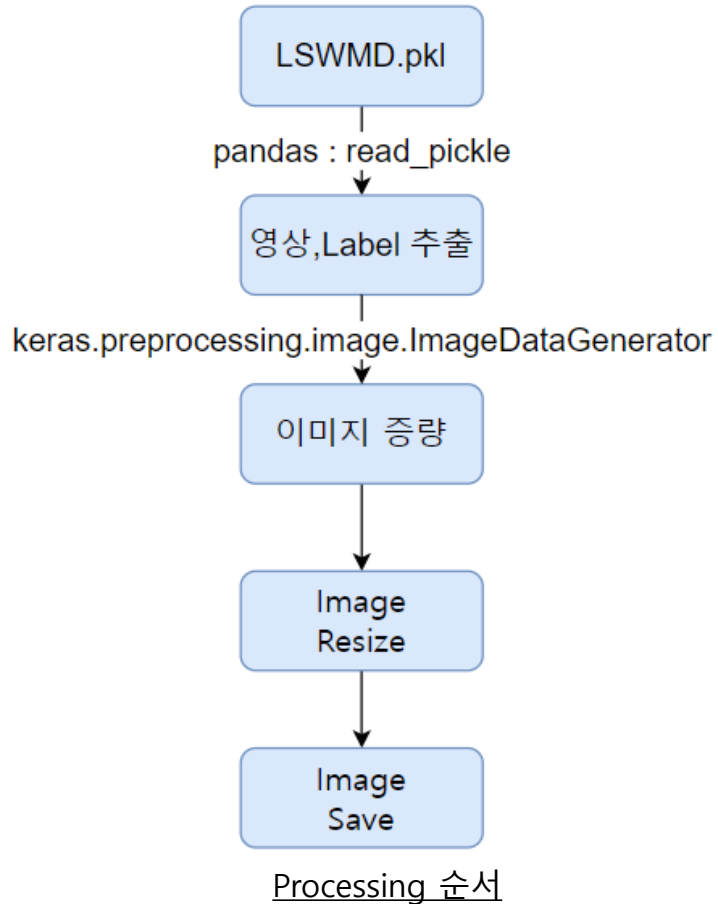 LSWMD.pkl
pandas : read_pickle
영상,Label 추출
keras.preprocessing.image.ImageDataGenerator
이미지 증량
Image
Resize
Image
Save
Processing 순서